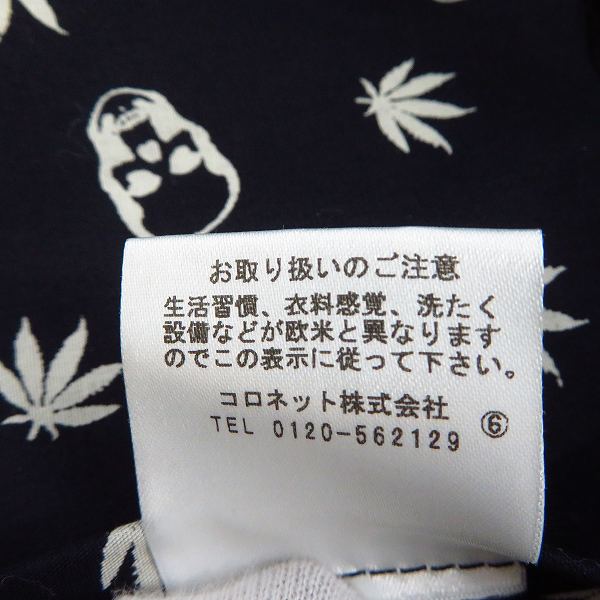 お取り扱いのご注意
生活習慣、衣料感覚、洗たく
設備などが欧米と異なります
のでこの表示に従って下さい。
コロネット株式会社
TEL 0120-562129 ⑥